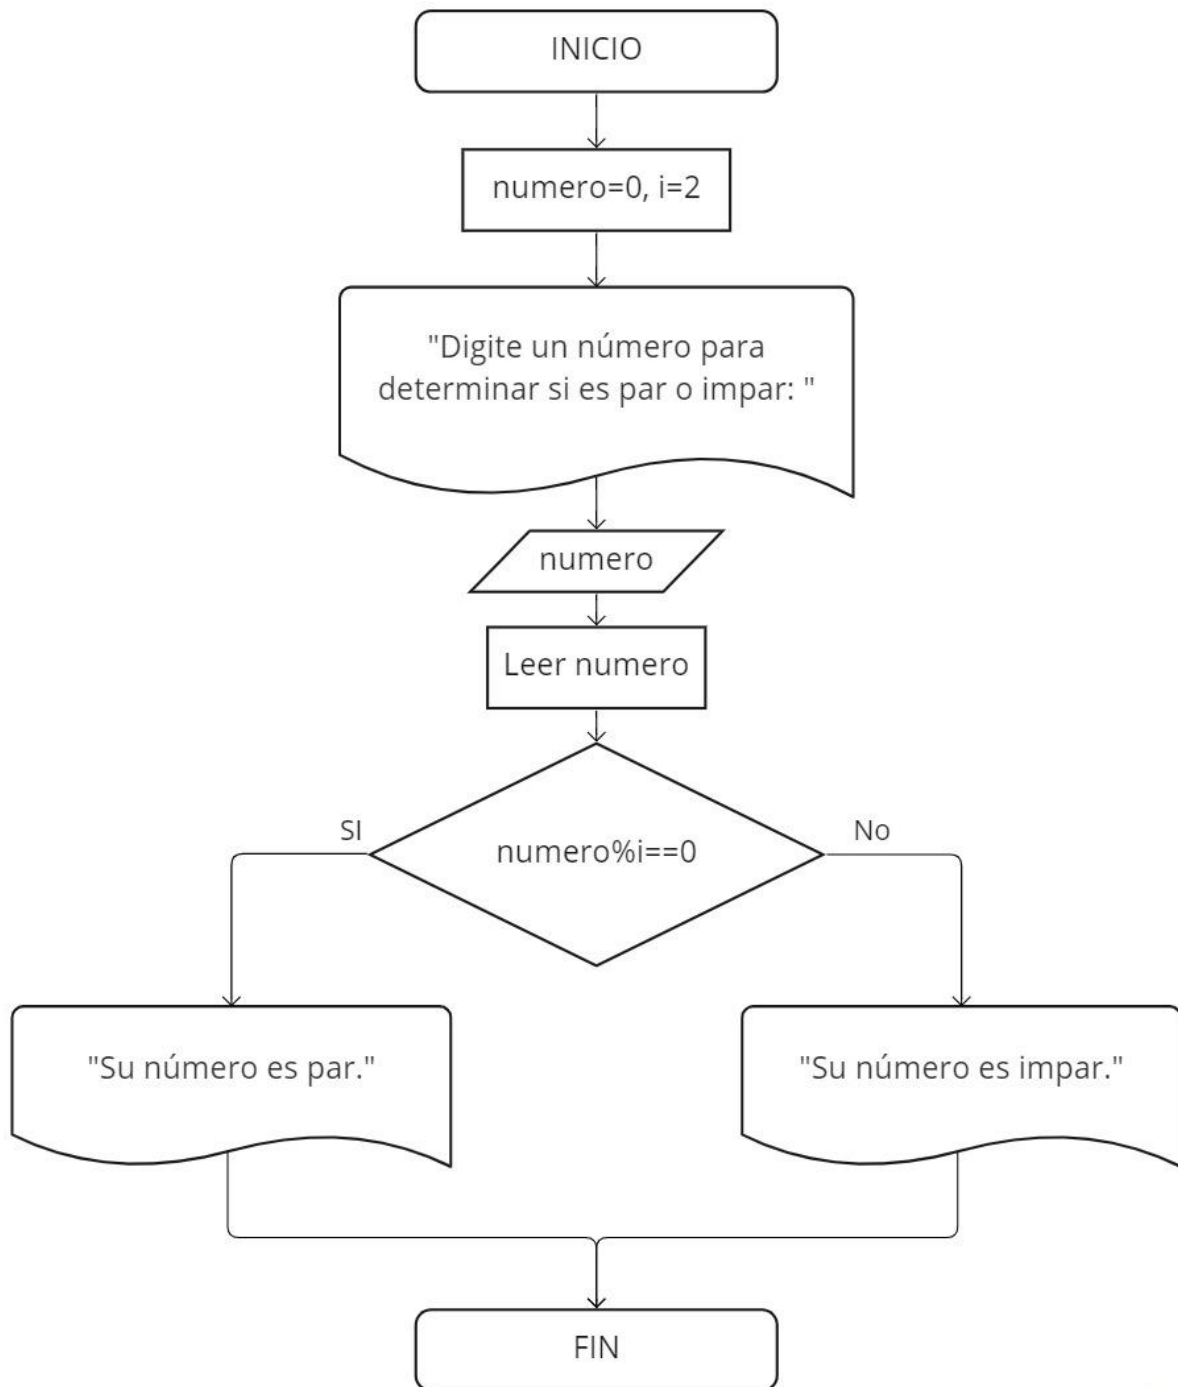 INICIO
numero=0, i=2
"Digite un número para
determinar si es par o impar: "
numero
Leer numero
numero%i==0
SI
No
"Su número es par."
"Su número es impar."
FIN